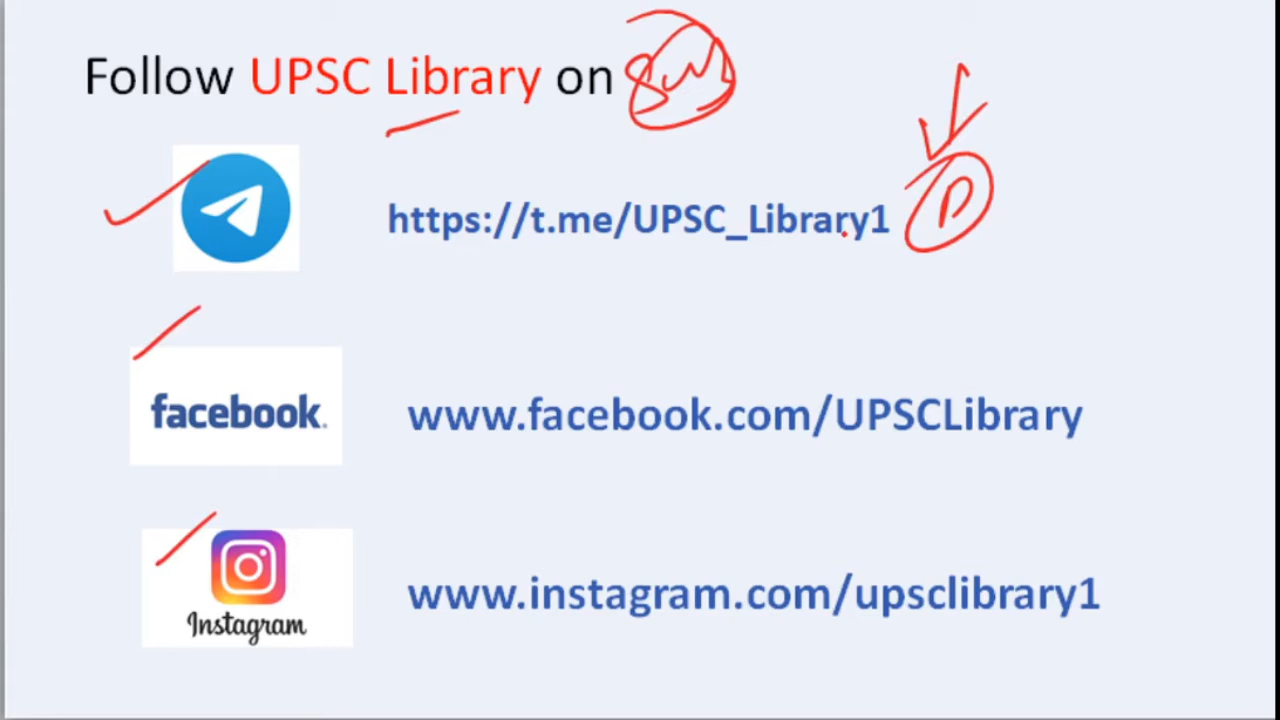 Follow UPSC Library on
https://t.me/UPSC_Library1
P
facebook.
www.facebook.com/UPSCLibrary
Instagram
www.instagram.com/upsclibrary1